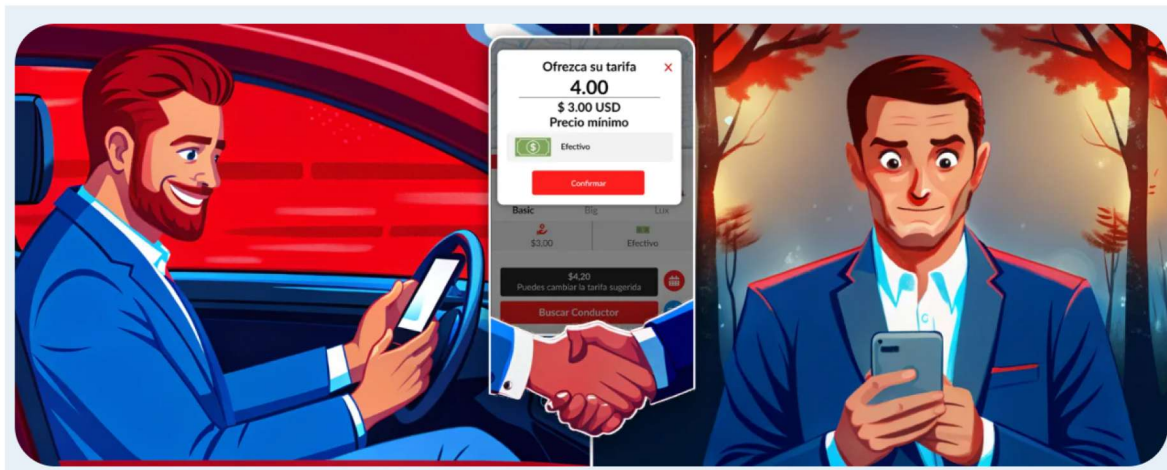 Ofrezca su tarifa X
4.00
$ 3.00 USD
Precio mínimo
$ Efectivo
Confirmar
Basic Big Lux
$3,00 Efectivo
$4,20
Puedes cambiar la tarifa sugerida
Buscar Conductor